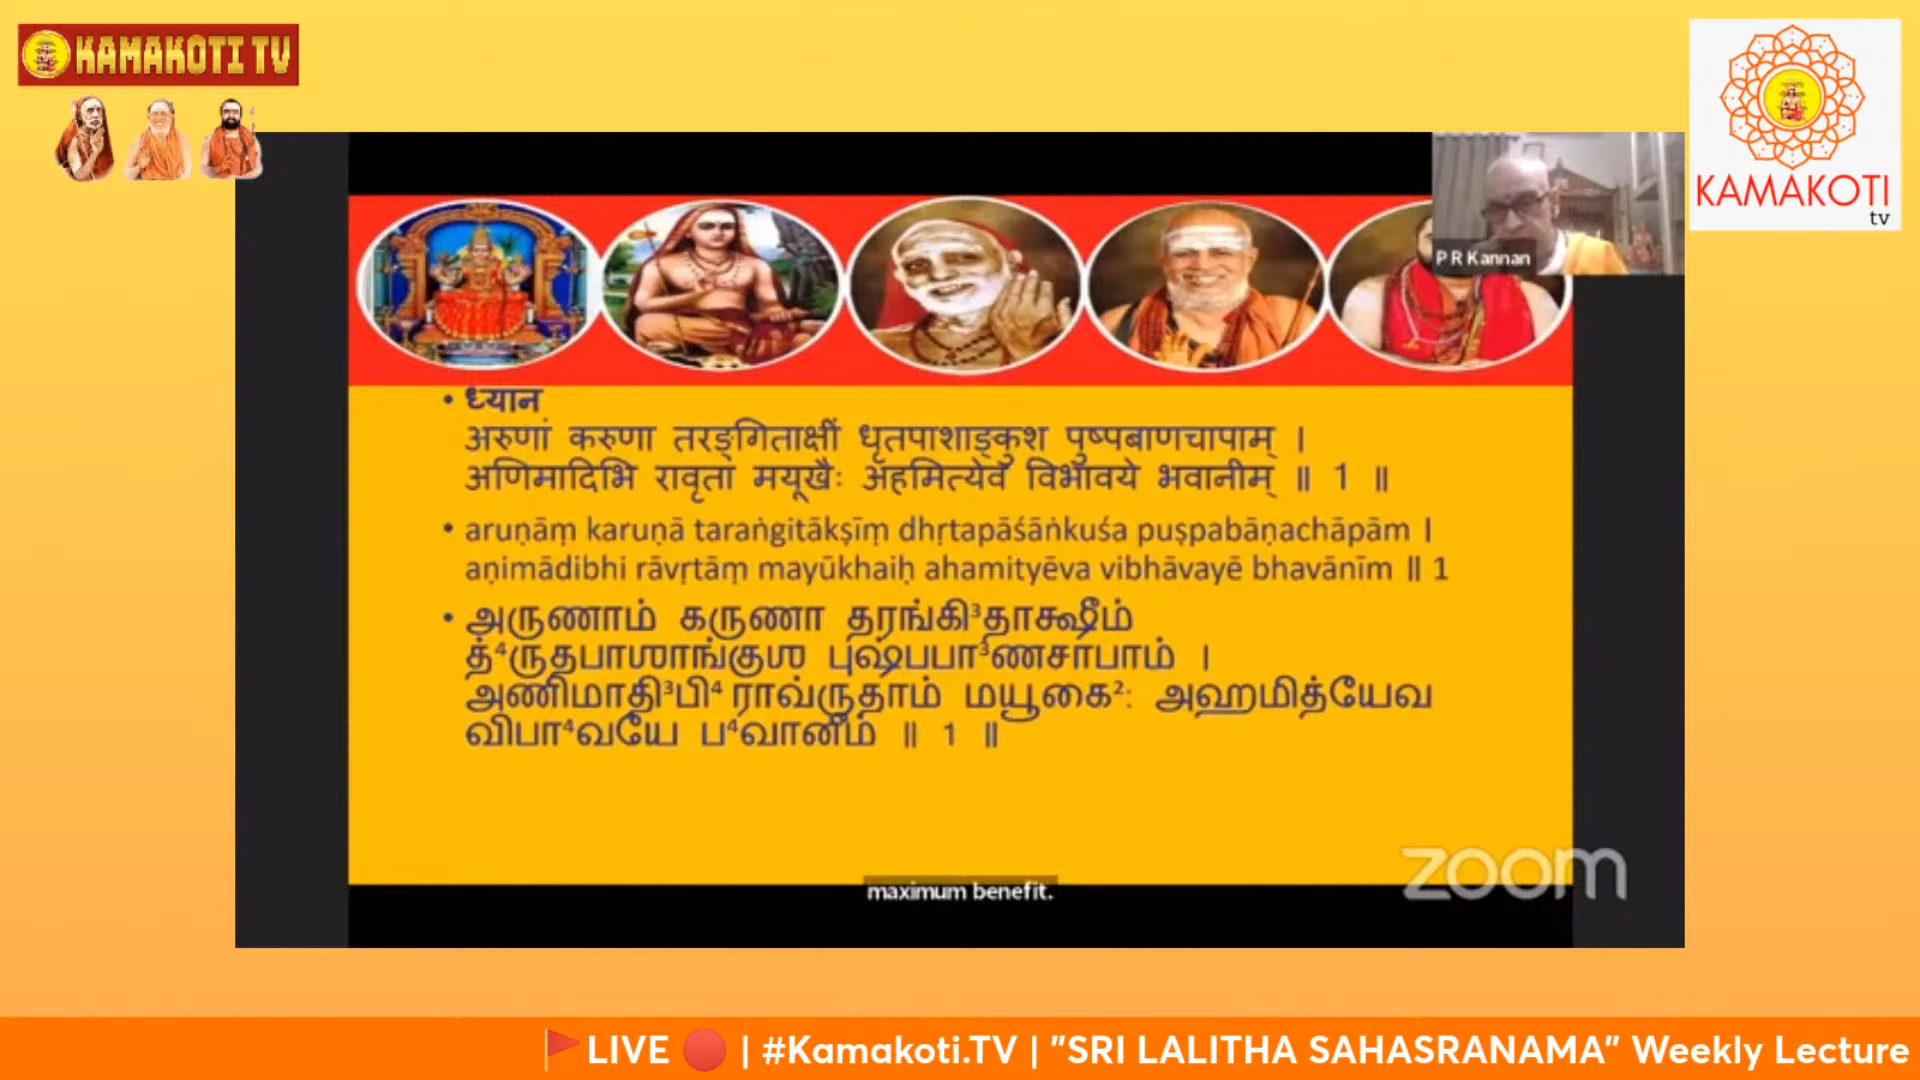 KAMAKOTI TV
KAMAKOTI
tv
P R Kannan
• ध्यान
अरुणां करुणा तरङ्गिताक्षीं धृतपाशाङ्कुश पुष्पबाणचापाम् ।
अणिमादिभि रावृतां मयूखैः अहमित्येव विभावये भवानीम् ॥ 1 ॥
• aruṇāṃ karuṇā taraṅgitākṣīṃ dhṛtapāśāṅkuśa puṣpabāṇachāpām ।
aṇimādibhi rāvṛtāṃ mayūkhaiḥ ahamityēva vibhāvayē bhavānīm ॥ 1
• அருணாம் கருணா தரங்கி³தாக்ஷீம்
த்⁴ருதபாஶாங்குஶ புஷ்பபா³ணசாபாம் ।
அணிமாதி³பி⁴ ராவ்ருதாம் மயூகை²: அஹமித்யேவ
விபா⁴வயே ப⁴வானீம் ॥ 1 ॥
zoom
maximum benefit.
LIVE | #Kamakoti.TV | "SRI LALITHA SAHASRANAMA" Weekly Lecture